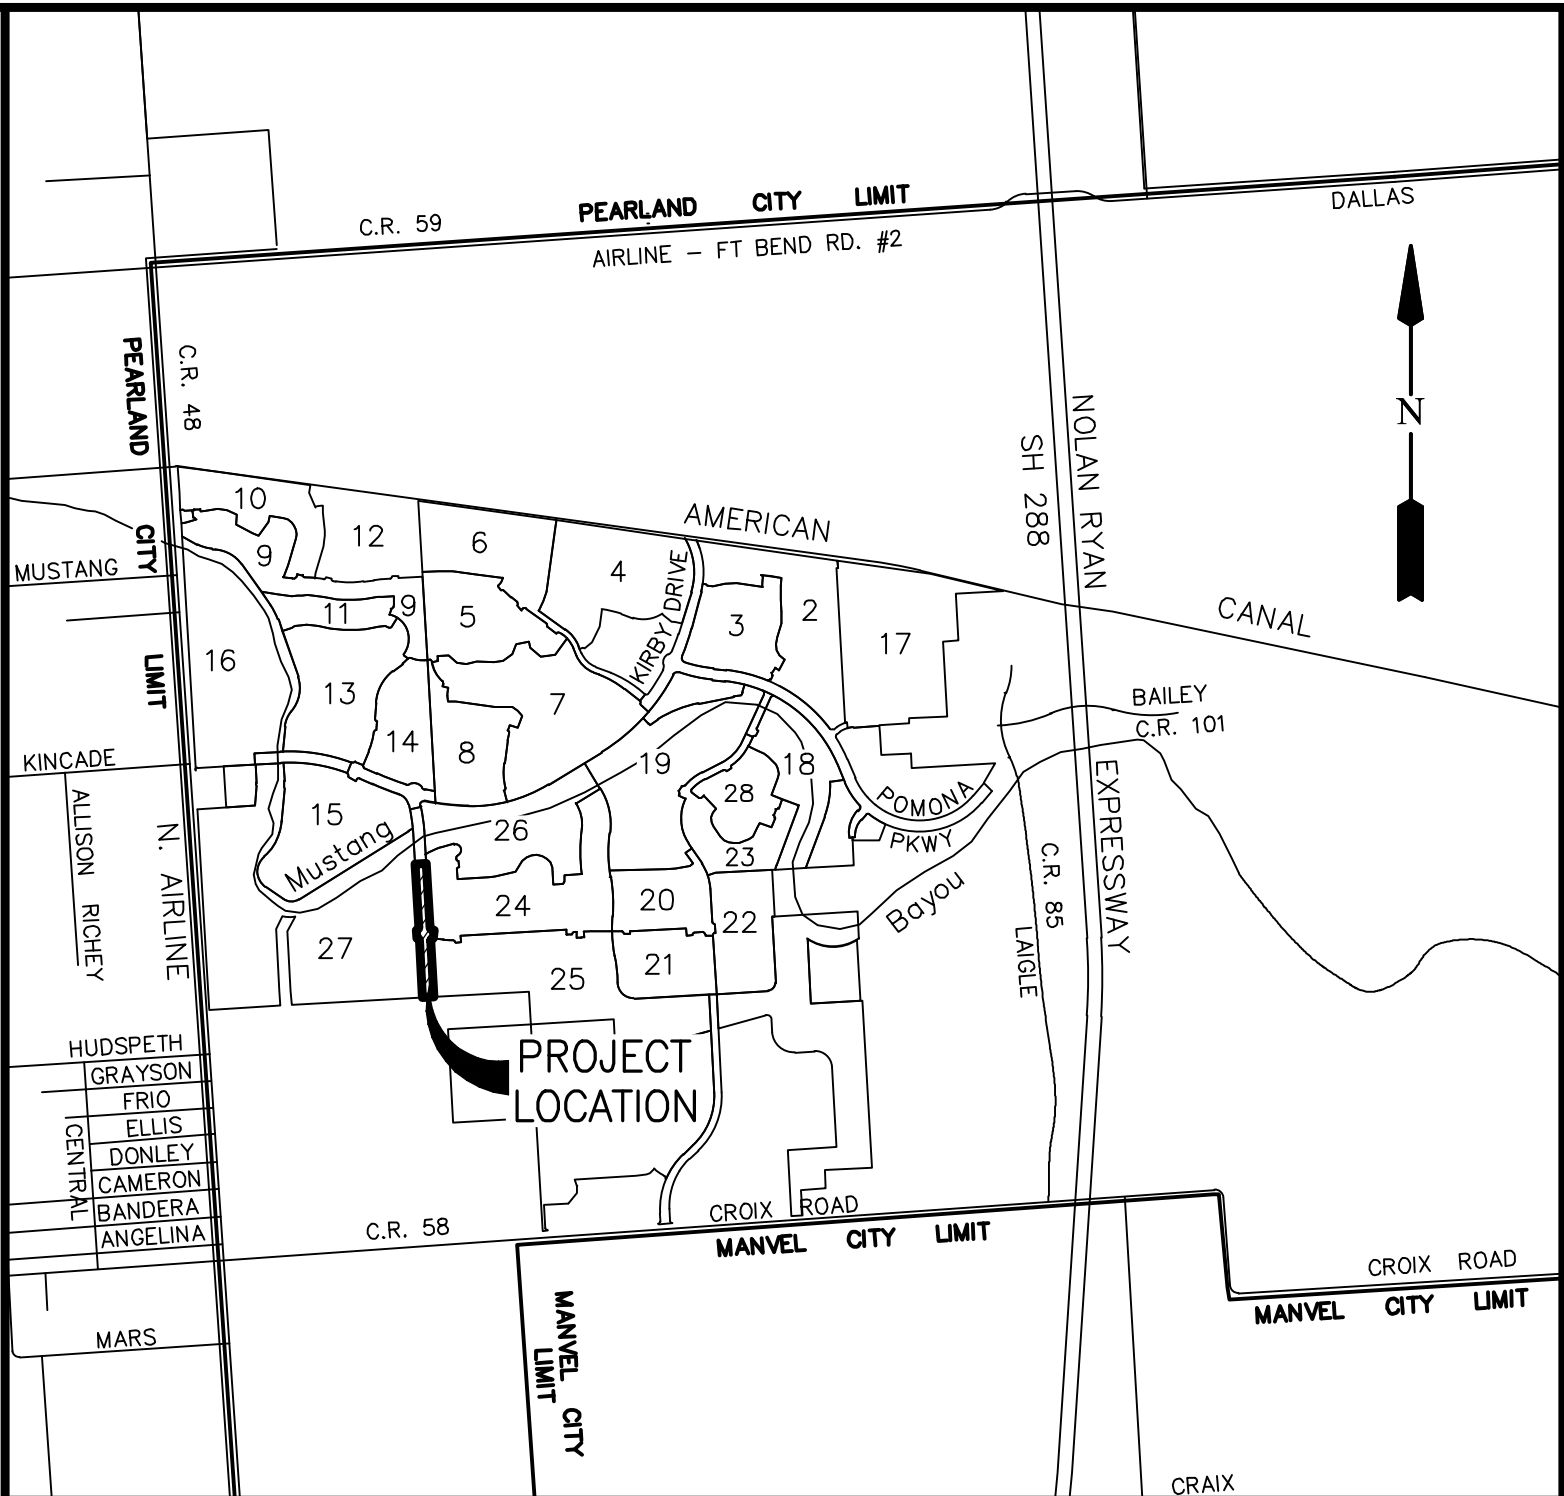 PEARLAND CITY LIMIT
DALLAS
C.R. 59
AIRLINE – FT BEND RD. #2
PEARLAND CITY LIMIT
C.R. 48
N
NOLAN RYAN
SH 288
AMERICAN
CANAL
10
12
6
4
KIRBY DRIVE
9
MUSTANG
11
9
5
3
2
17
16
13
7
14
8
19
18
BAILEY
C.R. 101
KINCADE
ALLISON RICHEY
N. AIRLINE
15
Mustang
26
28
POMONA
PKWY
EXPRESSWAY
23
C.R. 85
Bayou
24
20
22
27
25
21
LAIGLE
PROJECT
LOCATION
HUDSPETH
GRAYSON
FRIO
ELLIS
DONLEY
CAMERON
BANDERA
ANGELINA
CENTRAL
C.R. 58
CROIX ROAD
MANVEL CITY LIMIT
CROIX ROAD
MANVEL CITY LIMIT
MANVEL CITY
LIMIT
MARS
CRAIX